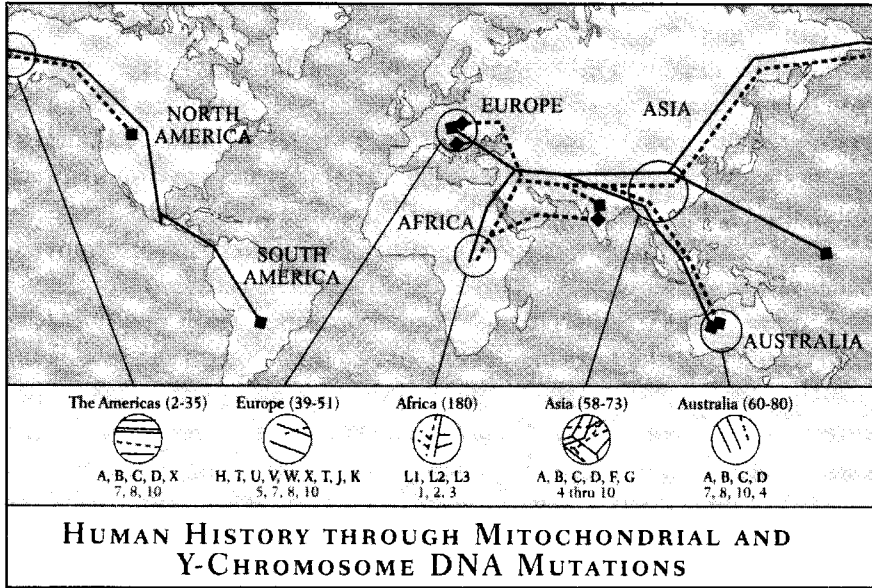 NORTH
AMERICA
SOUTH
AMERICA
EUROPE
AFRICA
ASIA
AUSTRALIA
The Americas (2-35)
A, B, C, D, X
7, 8, 10
Europe (39-51)
H, T, U, V, W, X, T, J, K
5, 7, 8, 10
Africa (180)
L1, L2, L3
1, 2, 3
Asia (58-73)
A, B, C, D, F, G
4 thru 10
Australia (60-80)
A, B, C, D
7, 8, 10, 4
HUMAN HISTORY THROUGH MITOCHONDRIAL AND
Y-CHROMOSOME DNA MUTATIONS